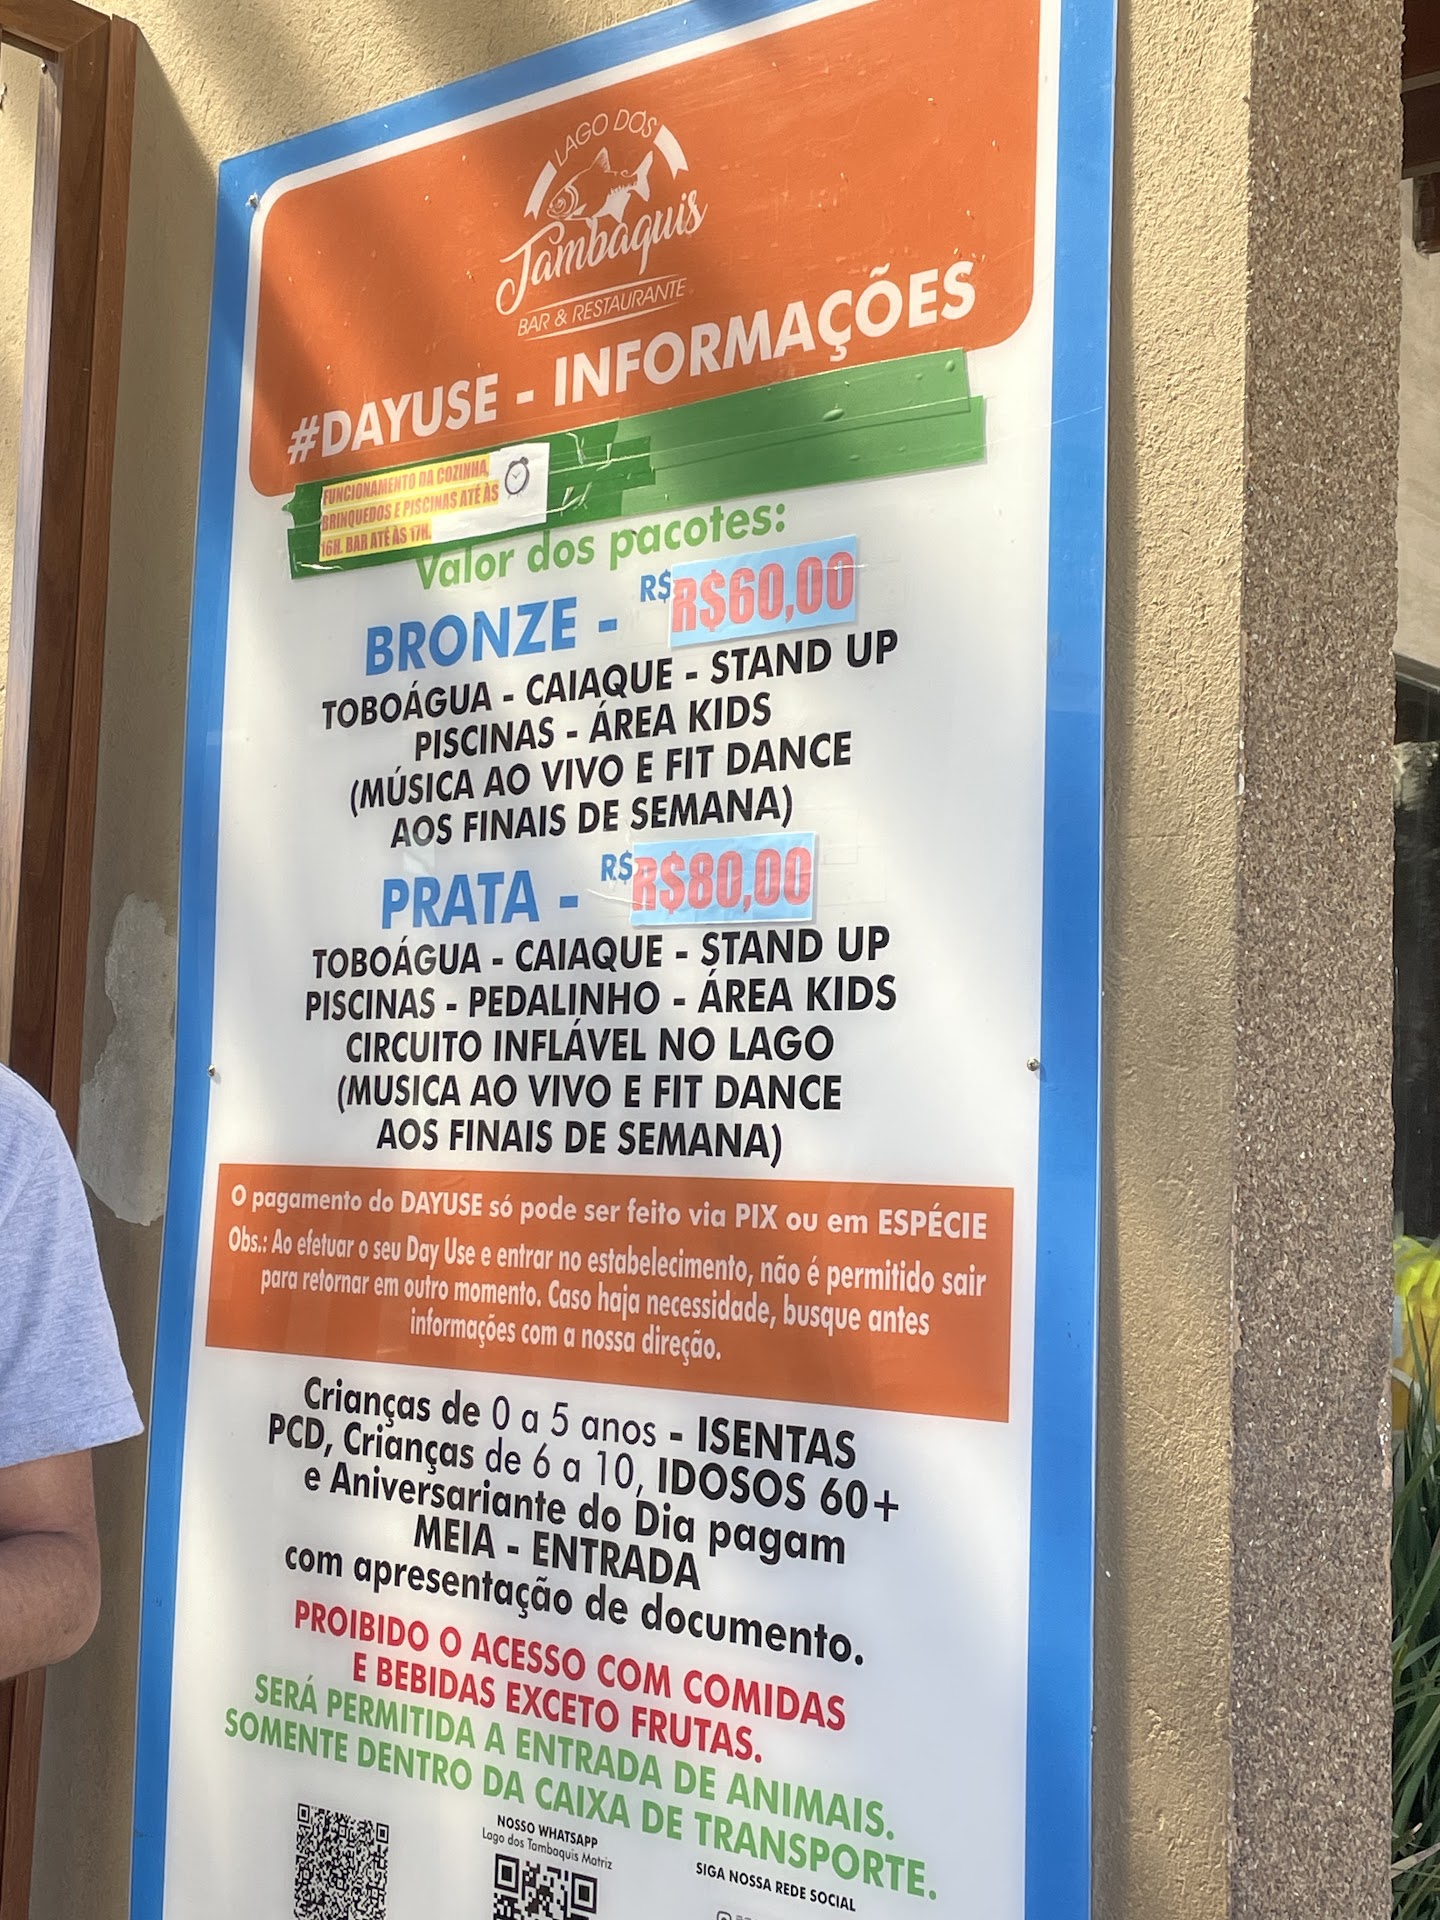 LAGO DOS
Tambaquis
BAR & RESTAURANTE
#DAYUSE - INFORMAÇÕES
FUNCIONAMENTO DA COZINHA,
BRINQUEDOS E PISCINAS ATÉ ÀS
16H. BAR ATÉ ÀS 17H.
Valor dos pacotes:
BRONZE - R$ R$60,00
TOBOÁGUA - CAIAQUE - STAND UP
PISCINAS - ÁREA KIDS
(MÚSICA AO VIVO E FIT DANCE
AOS FINAIS DE SEMANA)
PRATA - R$ R$80,00
TOBOÁGUA - CAIAQUE - STAND UP
PISCINAS - PEDALINHO - ÁREA KIDS
CIRCUITO INFLÁVEL NO LAGO
(MUSICA AO VIVO E FIT DANCE
AOS FINAIS DE SEMANA)
O pagamento do DAYUSE só pode ser feito via PIX ou em ESPÉCIE
Obs.: Ao efetuar o seu Day Use e entrar no estabelecimento, não é permitido sair
para retornar em outro momento. Caso haja necessidade, busque antes
informações com a nossa direção.
Crianças de 0 a 5 anos - ISENTAS
PCD, Crianças de 6 a 10, IDOSOS 60+
e Aniversariante do Dia pagam
MEIA - ENTRADA
com apresentação de documento.
PROIBIDO O ACESSO COM COMIDAS
E BEBIDAS EXCETO FRUTAS.
SERÁ PERMITIDA A ENTRADA DE ANIMAIS.
SOMENTE DENTRO DA CAIXA DE TRANSPORTE.
NOSSO WHATSAPP
Lago dos Tambaquis Matriz
SIGA NOSSA REDE SOCIAL